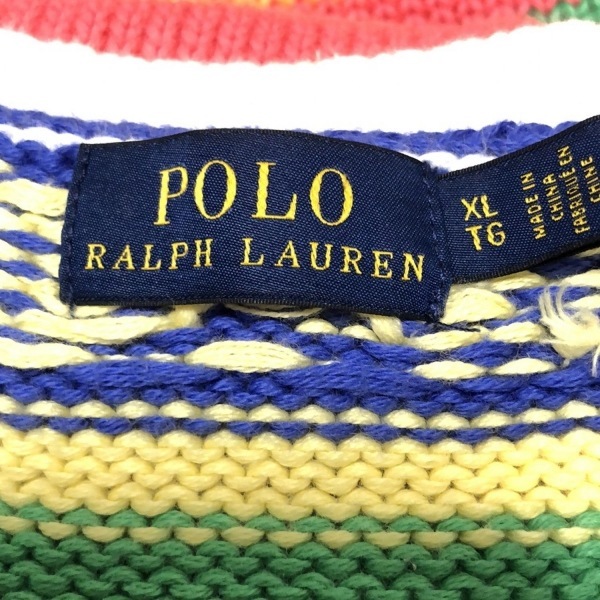 POLO
RALPH LAUREN
XL
TG
MADE IN
CHINA
FABRIQUÉ EN
CHINE